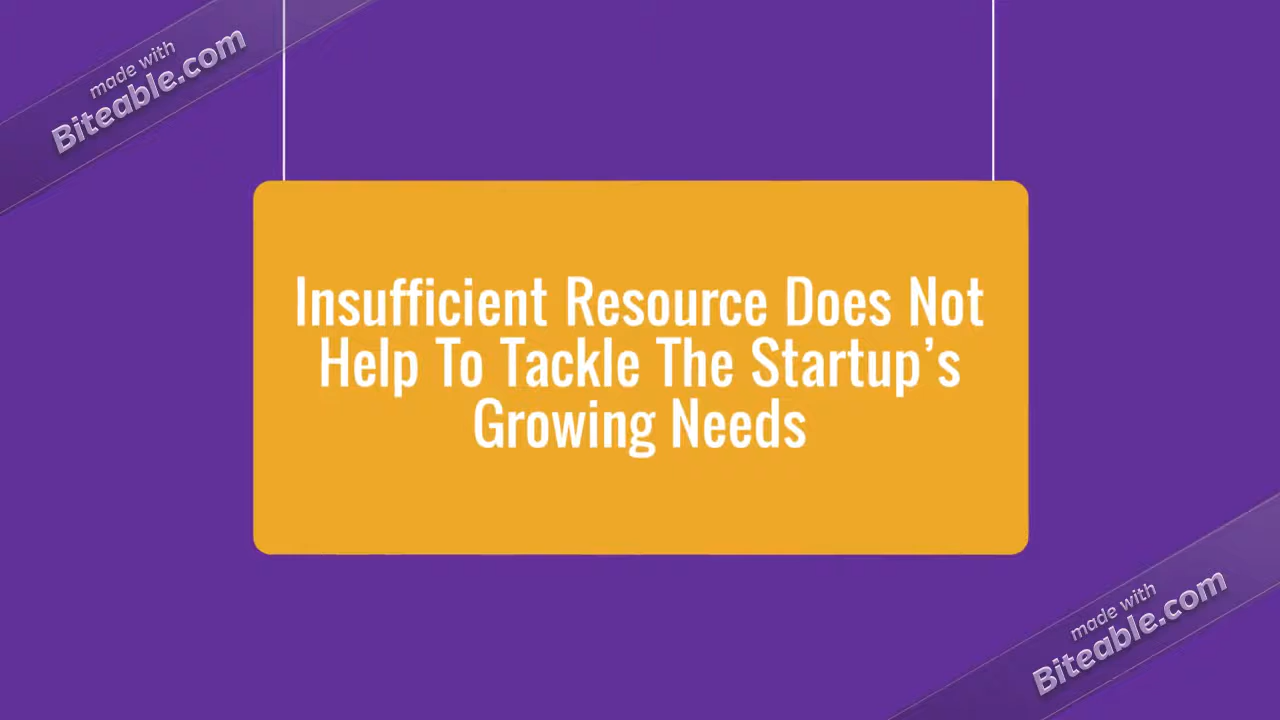 made with
Biteable.com
Insufficient Resource Does Not
Help To Tackle The Startup’s
Growing Needs
made with
Biteable.com